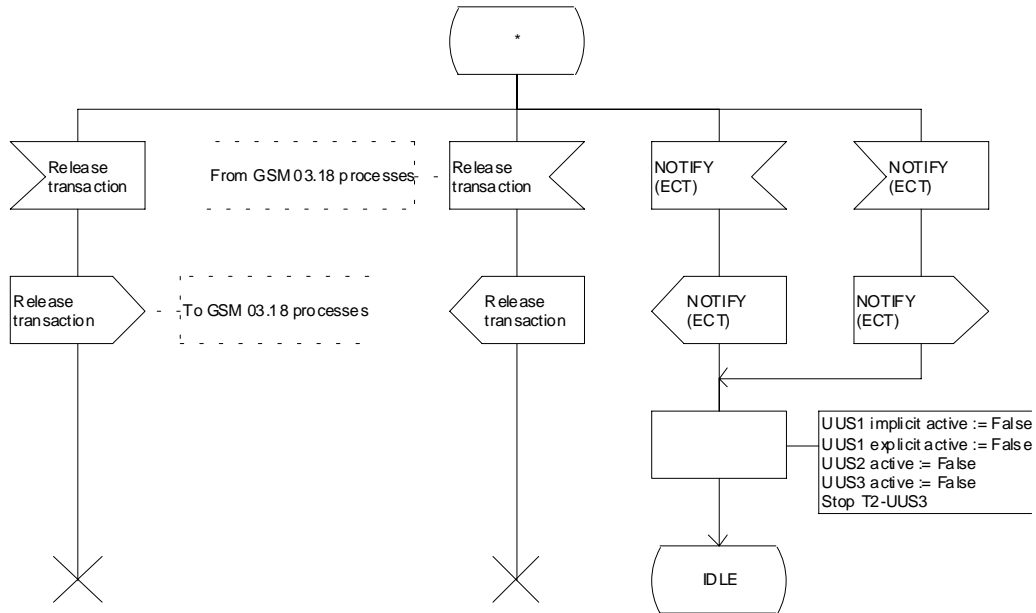 *
Release
transaction
From GSM 03.18 processes
Release
transaction
NOTIFY
(ECT)
NOTIFY
(ECT)
Release
transaction
To GSM 03.18 processes
Release
transaction
NOTIFY
(ECT)
NOTIFY
(ECT)
UUS1 implicit active := False
UUS1 explicit active := False
UUS2 active := False
UUS3 active := False
Stop T2-UUS3
IDLE